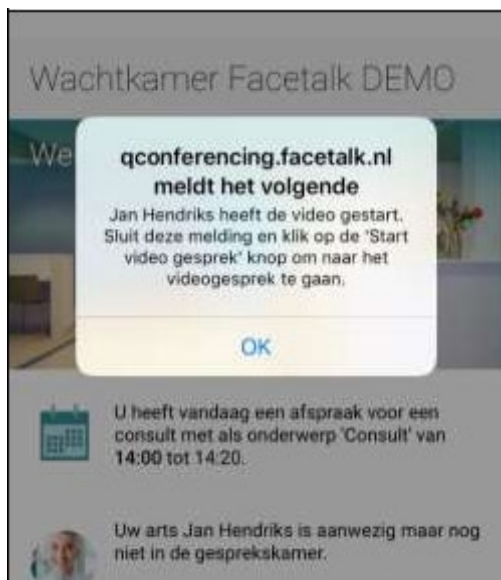 Wachtkamer Facetalk DEMO
We
qconferencing.facetalk.nl
meldt het volgende
Jan Hendriks heeft de video gestart.
Sluit deze melding en klik op de 'Start
video gesprek' knop om naar het
videogesprek te gaan.
OK
U heeft vandaag een afspraak voor een
consult met als onderwerp 'Consult' van
14:00 tot 14:20.
Uw arts Jan Hendriks is aanwezig maar nog
niet in de gesprekskamer.